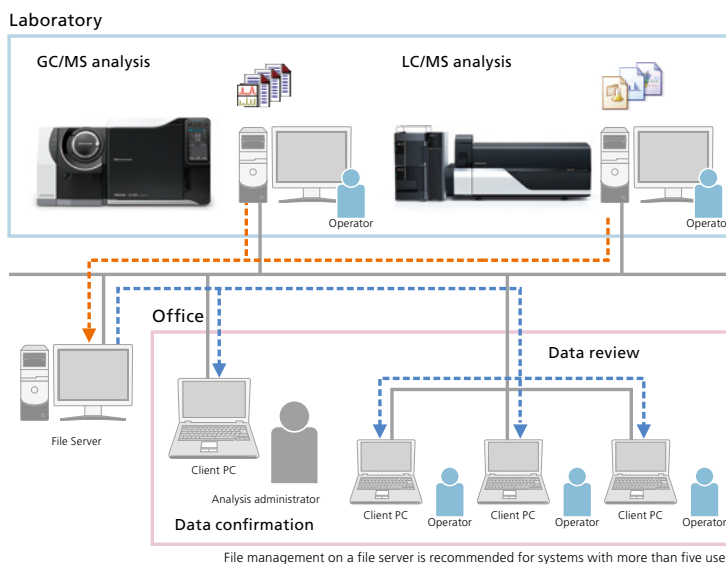 Laboratory
GC/MS analysis
LC/MS analysis
Operator
Operato
Office
Data review
File Server
Client PC
Analysis administrator
Data confirmation
Client PC
Operator
Client PC
Operator
Client PC
Operator
File management on a file server is recommended for systems with more than five use